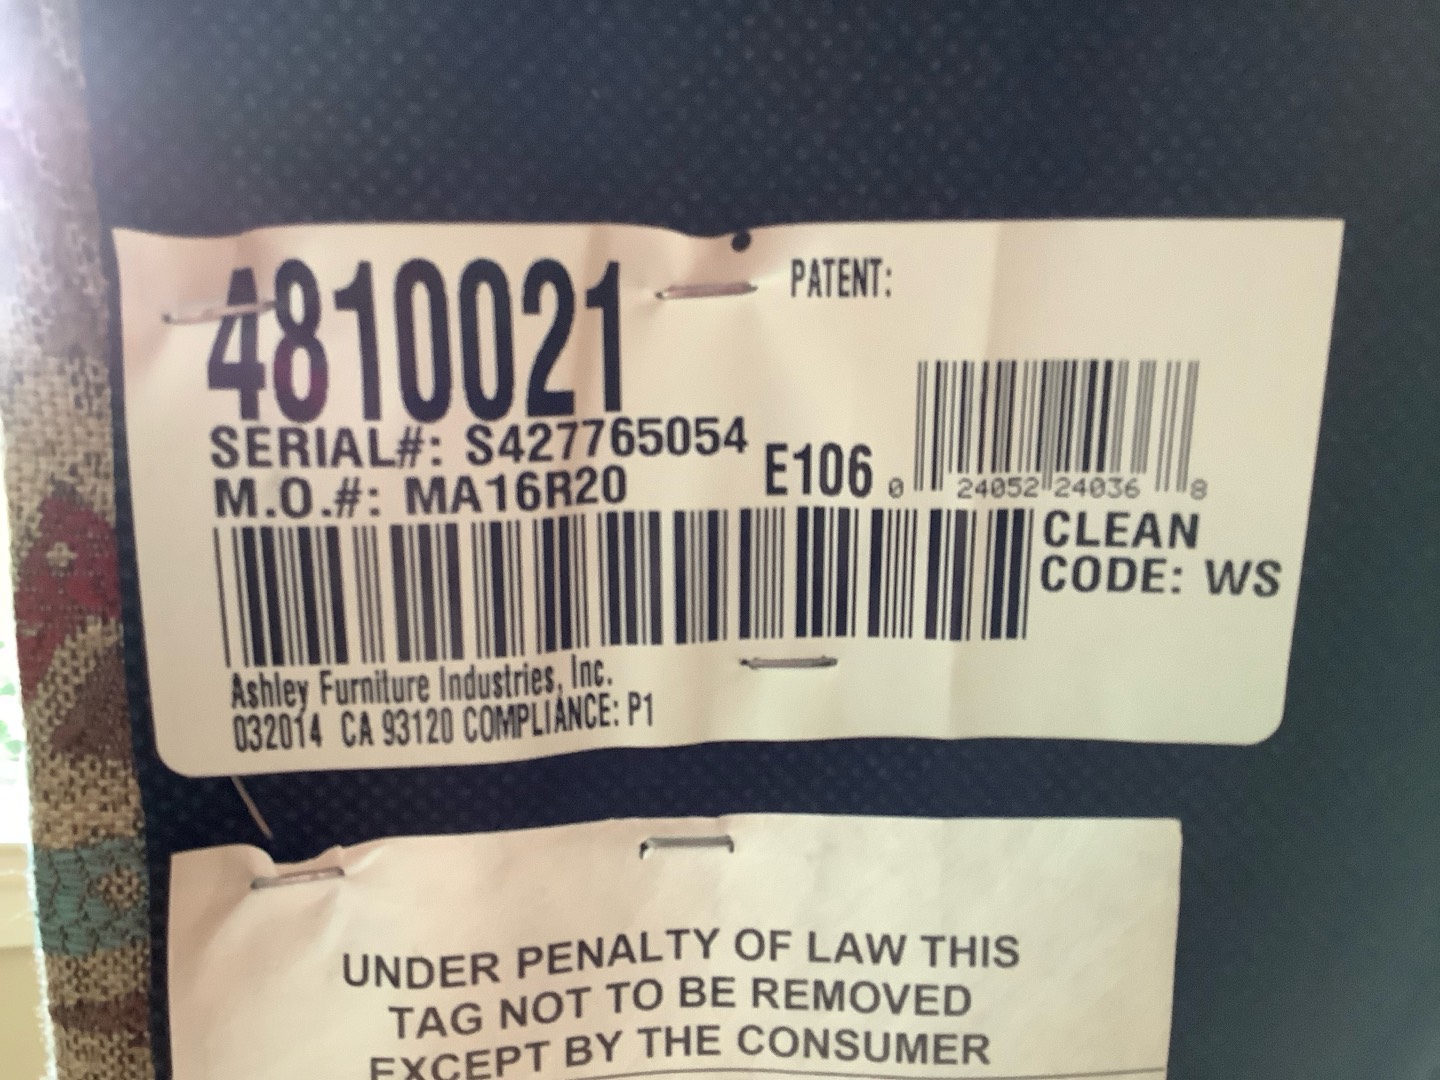 4810021
PATENT:
SERIAL#: S427765054
M.O.#: MA16R20
E106
0 24052 24036 8
CLEAN
CODE: WS
Ashley Furniture Industries, Inc.
032014 CA 93120 COMPLIANCE: P1
UNDER PENALTY OF LAW THIS
TAG NOT TO BE REMOVED
EXCEPT BY THE CONSUMER